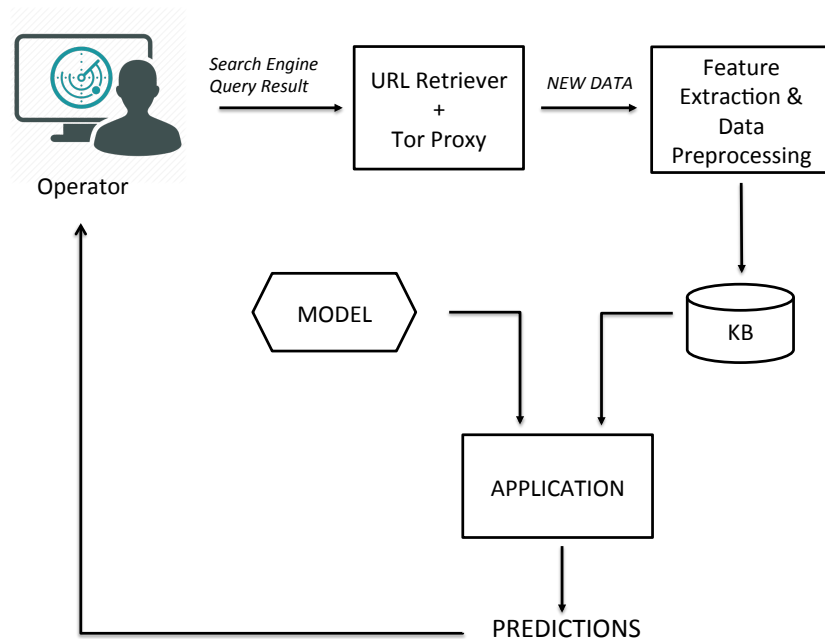 Search Engine
Query Result
URL Retriever
+
Tor Proxy
NEW DATA
Feature
Extraction &
Data
Preprocessing
Operator
MODEL
KB
APPLICATION
PREDICTIONS